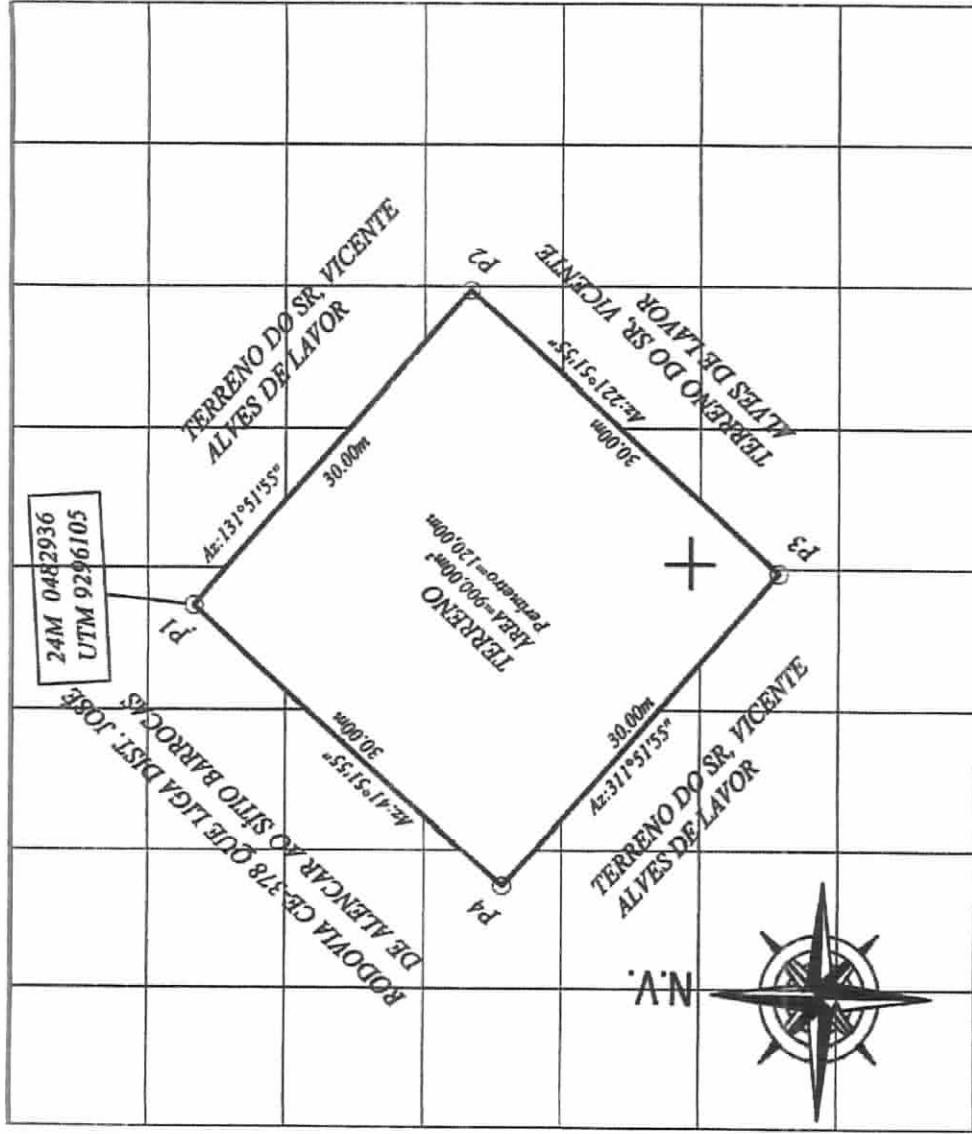 24M 0482936
UTM 9296105
P1
Az:131°51'55"
30.00m
TERRENO DO SR, VICENTE
ALVES DE LAVOR
P2
TERRENO DO SR, VICENTE
ALVES DE LAVOR
Az:221°51'55"
30.00m
TERRENO
ÁREA=900,00m²
Perímetro=120,00m
P3
30.00m
Az:311°51'55"
TERRENO DO SR, VICENTE
ALVES DE LAVOR
P4
30.00m
Az:41°51'55"
RODOVIA CE-378 QUE LIGA DIST. JOSÉ
DE ALENCAR AO SÍTIO BARROCAS
N.V.